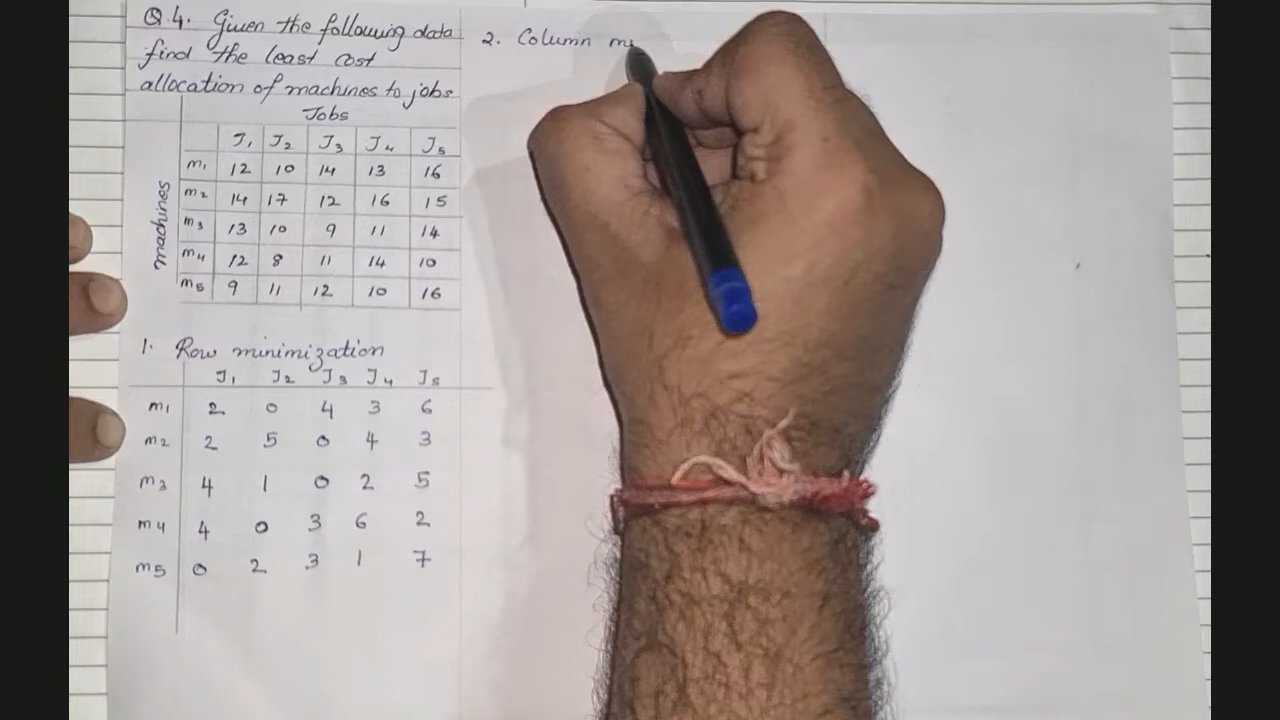 Q.4. Given the following data
find the least cost
allocation of machines to jobs
Jobs
machines
J1 J2 J3 J4 J5
m1 12 10 14 13 16
m2 14 17 12 16 15
m3 13 10 9 11 14
m4 12 8 11 14 10
m5 9 11 12 10 16
1. Row minimization
J1 J2 J3 J4 J5
m1 2 0 4 3 6
m2 2 5 0 4 3
m3 4 1 0 2 5
m4 4 0 3 6 2
m5 0 2 3 1 7
2. Column mi